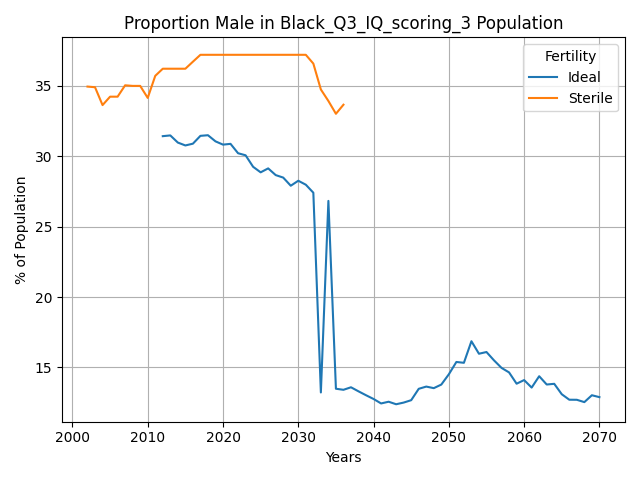 Proportion Male in Black_Q3_IQ_scoring_3 Population
Fertility
Ideal
Sterile
% of Population
35
30
25
20
15
2000 2010 2020 2030 2040 2050 2060 2070
Years